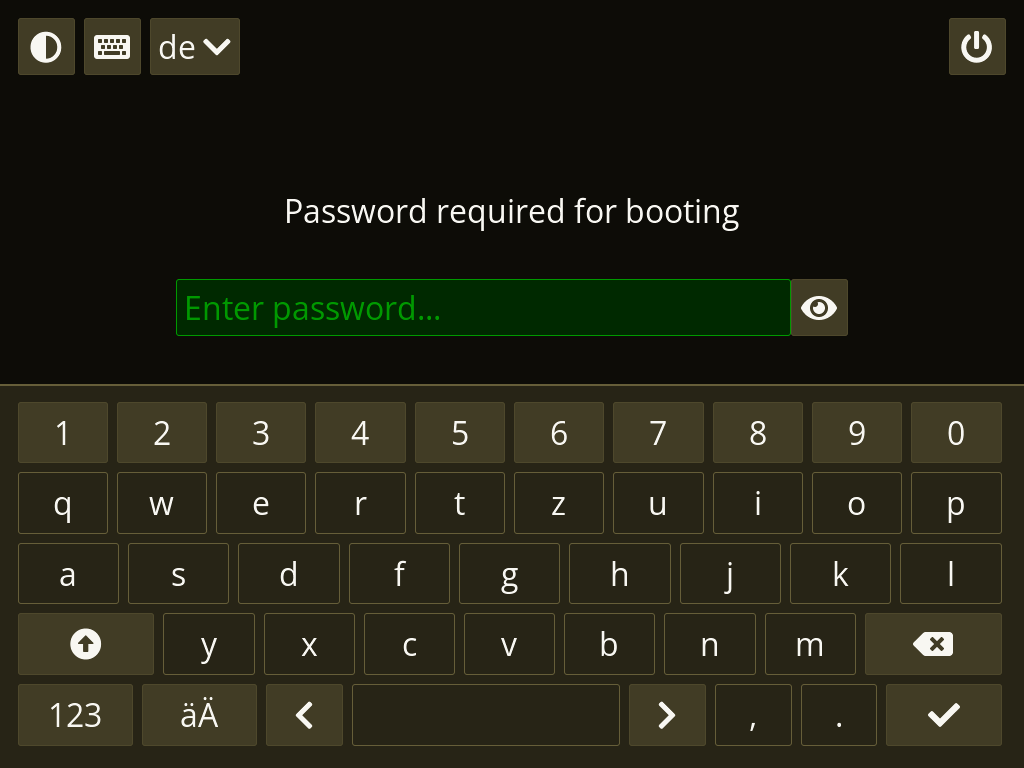 de
Password required for booting
Enter password...
1 2 3 4 5 6 7 8 9 0
q w e r t z u i o p
a s d f g h j k l
y x c v b n m
123 äÄ , .